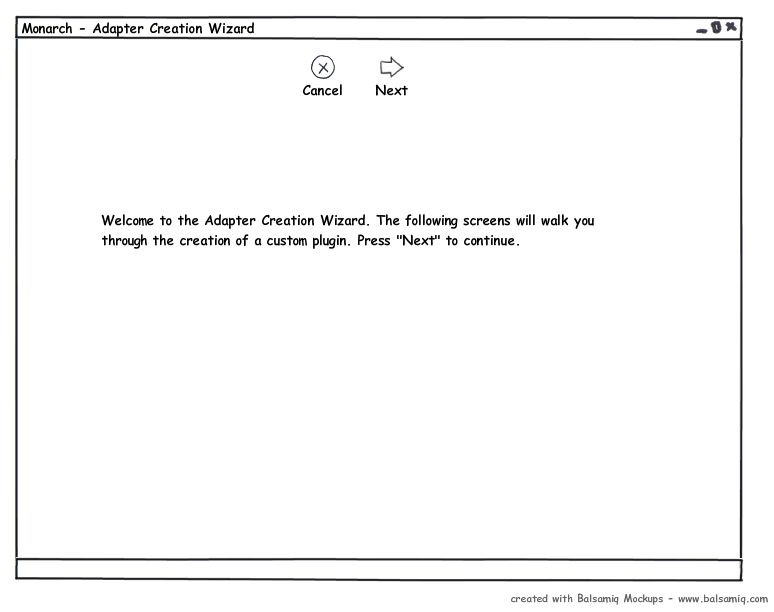 Monarch - Adapter Creation Wizard
Cancel Next
Welcome to the Adapter Creation Wizard. The following screens will walk you
through the creation of a custom plugin. Press "Next" to continue.
created with Balsamiq Mockups - www.balsamiq.com